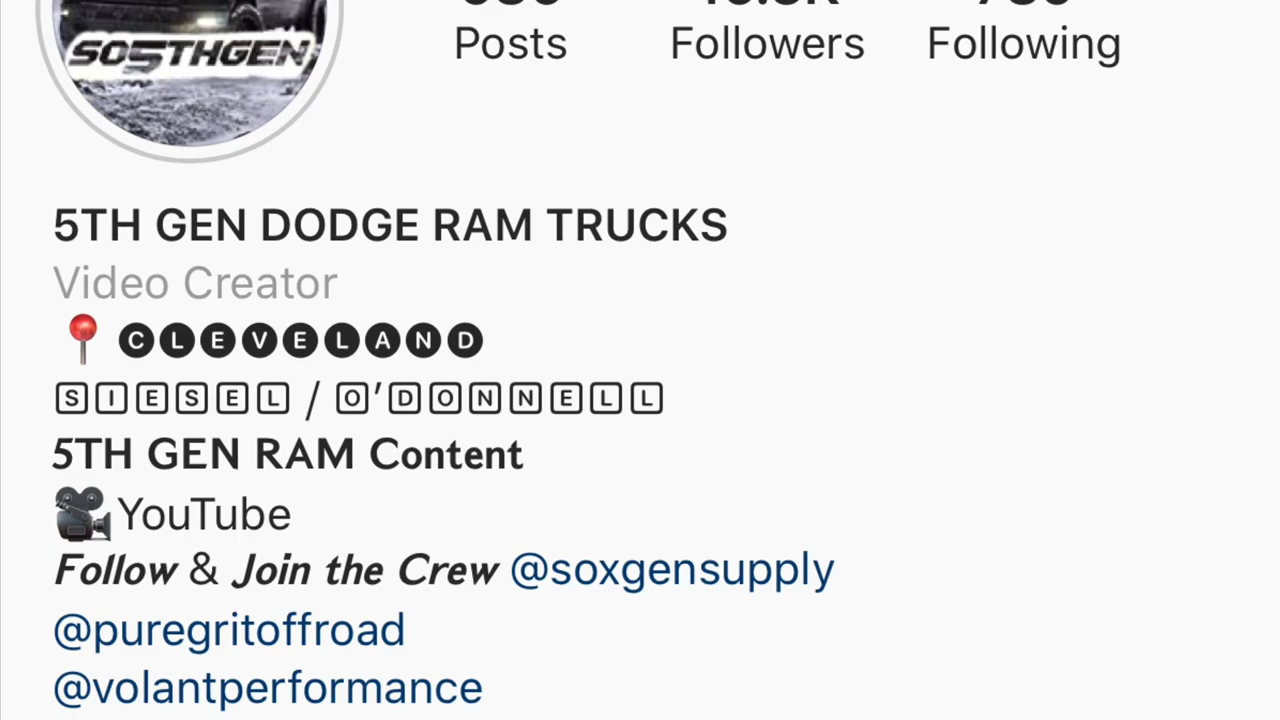 SO5THGEN
Posts Followers Following
5TH GEN DODGE RAM TRUCKS
Video Creator
📍 🅒🅛🅔🅥🅔🅛🅐🅝🅓
🅂🄸🄴🅂🄴🄻 / 🄾'🄳🄾🄽🄽🄴🄻🄻
5TH GEN RAM Content
🎥YouTube
Follow & Join the Crew @soxgensupply
@puregritoffroad
@volantperformance